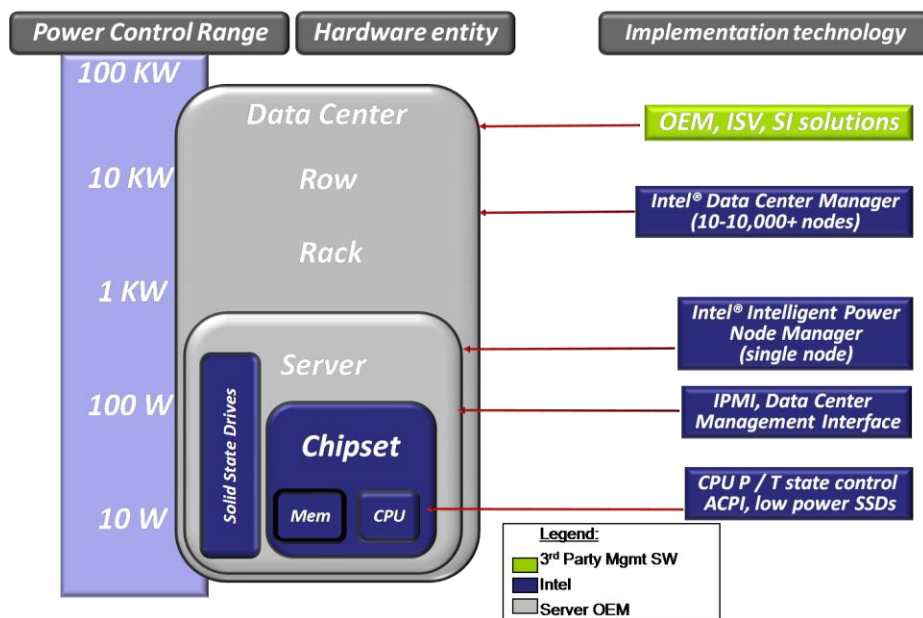 Power Control Range
Hardware entity
Implementation technology
100 KW
10 KW
1 KW
100 W
10 W
Data Center
Row
Rack
Server
Solid State Drives
Chipset
Mem
CPU
OEM, ISV, SI solutions
Intel® Data Center Manager
(10-10,000+ nodes)
Intel® Intelligent Power
Node Manager
(single node)
IPMI, Data Center
Management Interface
CPU P / T state control
ACPI, low power SSDs
Legend:
3rd Party Mgmt SW
Intel
Server OEM